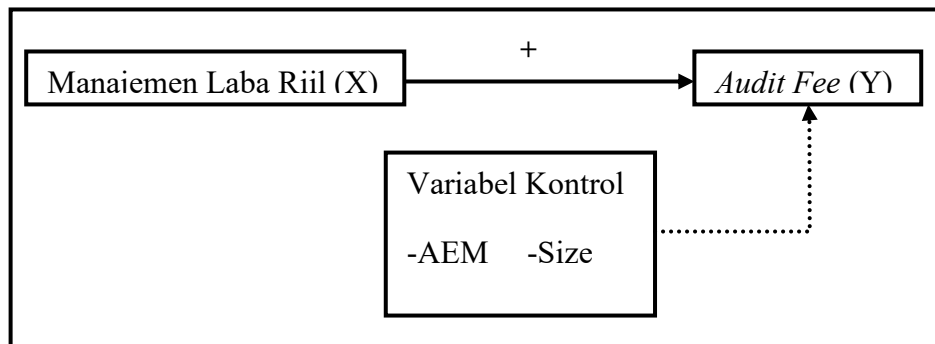 +
Manajemen Laba Riil (X)
Audit Fee (Y)
Variabel Kontrol
-AEM -Size